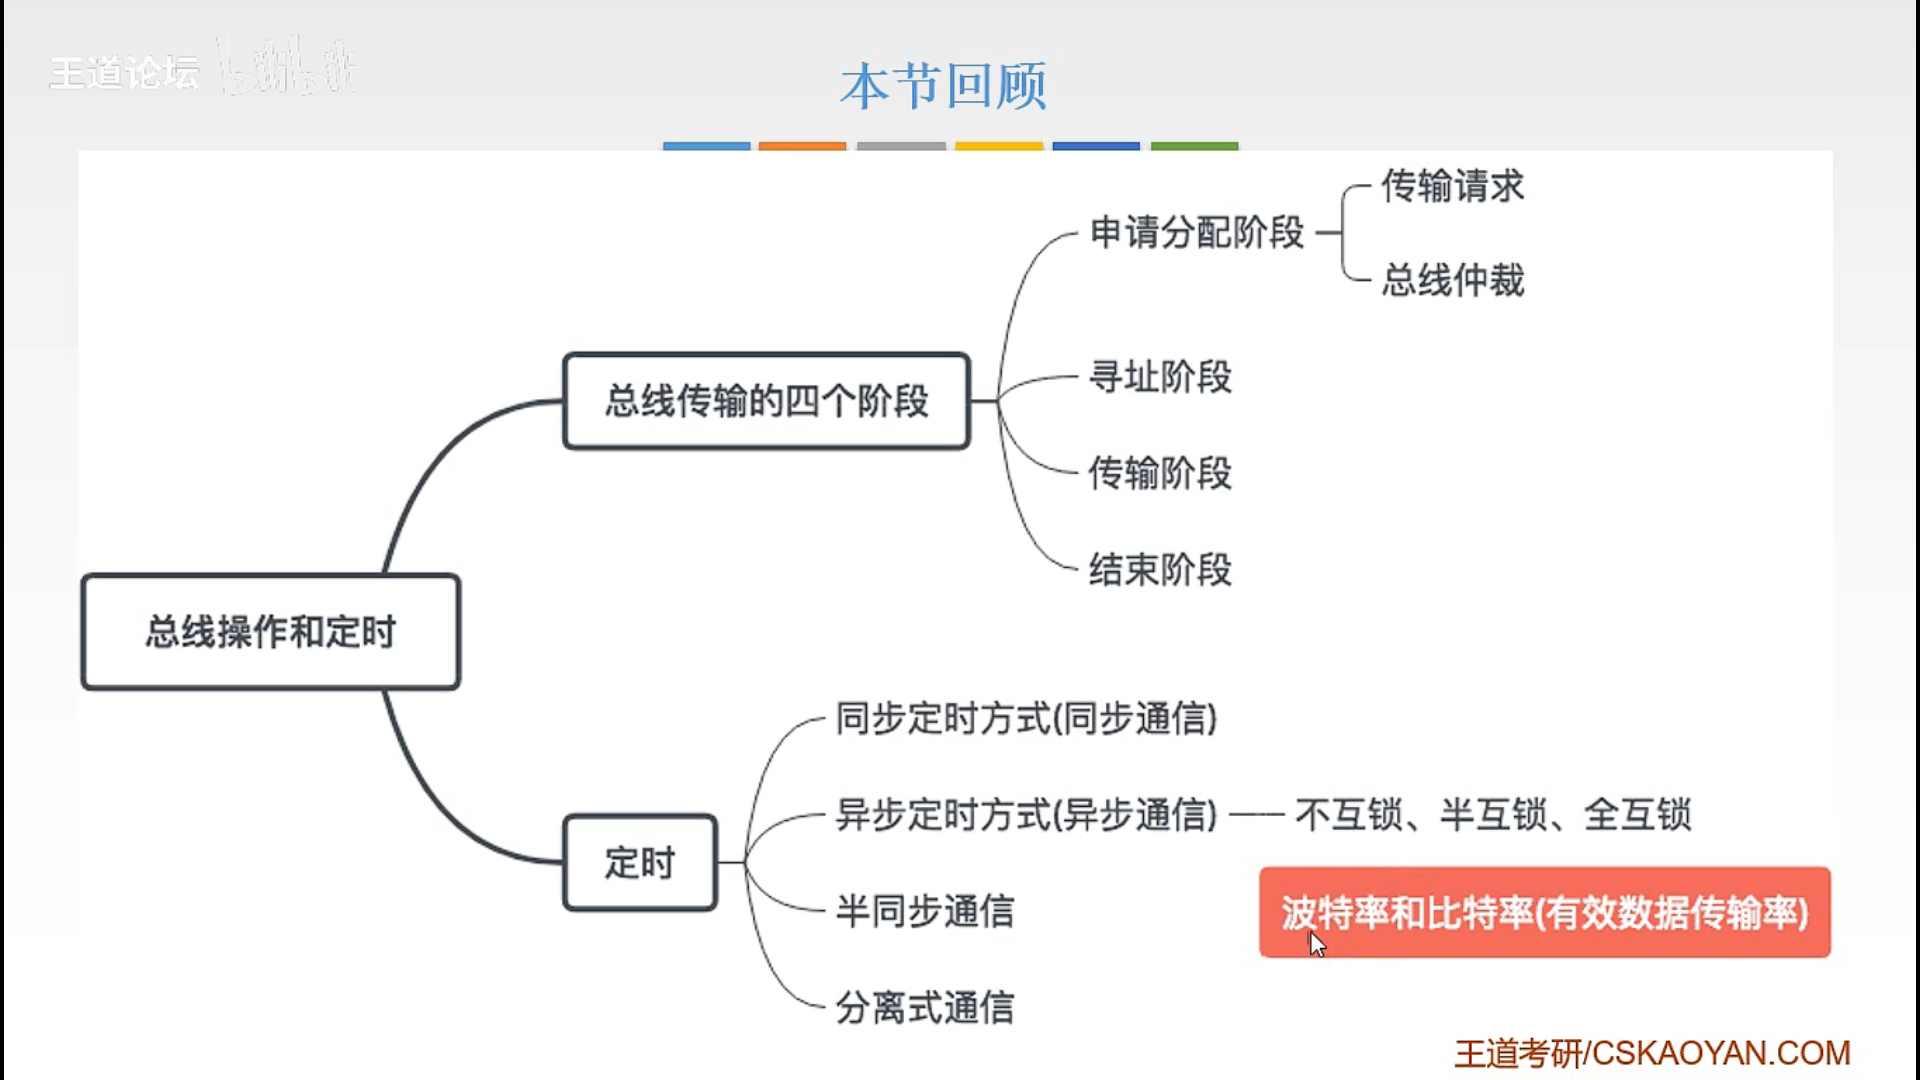 王道论坛 bilibili
本节回顾
传输请求
申请分配阶段
总线仲裁
寻址阶段
总线传输的四个阶段
传输阶段
结束阶段
总线操作和定时
同步定时方式(同步通信)
异步定时方式(异步通信) 不互锁、半互锁、全互锁
定时
半同步通信
波特率和比特率(有效数据传输率)
分离式通信
王道考研/CSKAOYAN.COM